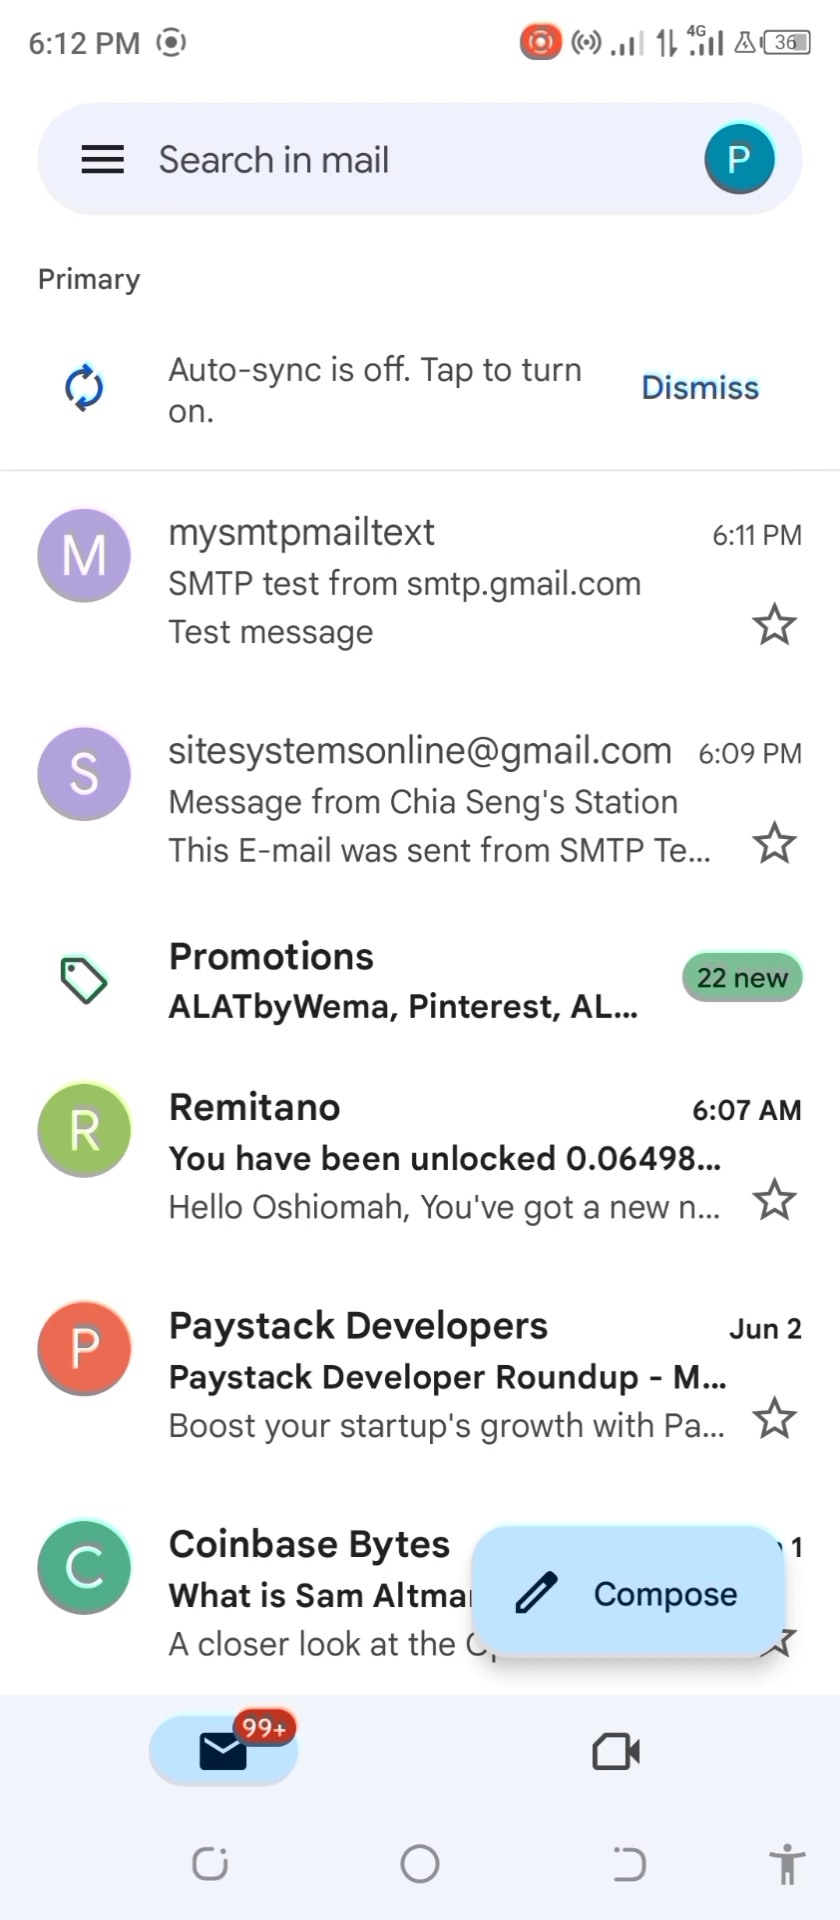 6:12 PM
4G
36
Search in mail
P
Primary
Auto-sync is off. Tap to turn
on.
Dismiss
M
mysmtpmailtext
6:11 PM
SMTP test from smtp.gmail.com
Test message
S
sitesystemsonline@gmail.com
6:09 PM
Message from Chia Seng's Station
This E-mail was sent from SMTP Te...
Promotions
22 new
ALATbyWema, Pinterest, AL...
R
Remitano
6:07 AM
You have been unlocked 0.06498...
Hello Oshiomah, You've got a new n...
P
Paystack Developers
Jun 2
Paystack Developer Roundup - M...
Boost your startup's growth with Pa...
C
Coinbase Bytes
1
What is Sam Altma
A closer look at the
Compose
99+